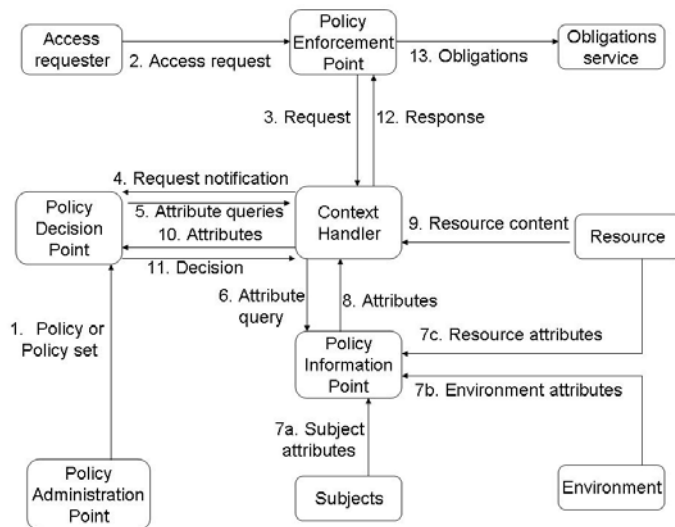 Access
requester
2. Access request
Policy
Enforcement
Point
13. Obligations
Obligations
service
3. Request
12. Response
4. Request notification
5. Attribute queries
10. Attributes
11. Decision
Policy
Decision
Point
Context
Handler
9. Resource content
Resource
6. Attribute
query
8. Attributes
1. Policy or
Policy set
7c. Resource attributes
Policy
Information
Point
7b. Environment attributes
7a. Subject
attributes
Policy
Administration
Point
Subjects
Environment